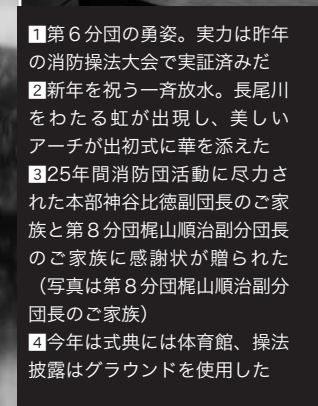 1第６分団の勇姿。実力は昨年
の消防操法大会で実証済みだ
2新年を祝う一斉放水。長尾川
をわたる虹が出現し、美しい
アーチが出初式に華を添えた
325年間消防団活動に尽力さ
れた本部神谷比徳副団長のご家
族と第８分団梶山順治副分団長
のご家族に感謝状が贈られた
（写真は第８分団梶山順治副分
団長のご家族）
4今年は式典には体育館、操法
披露はグラウンドを使用した